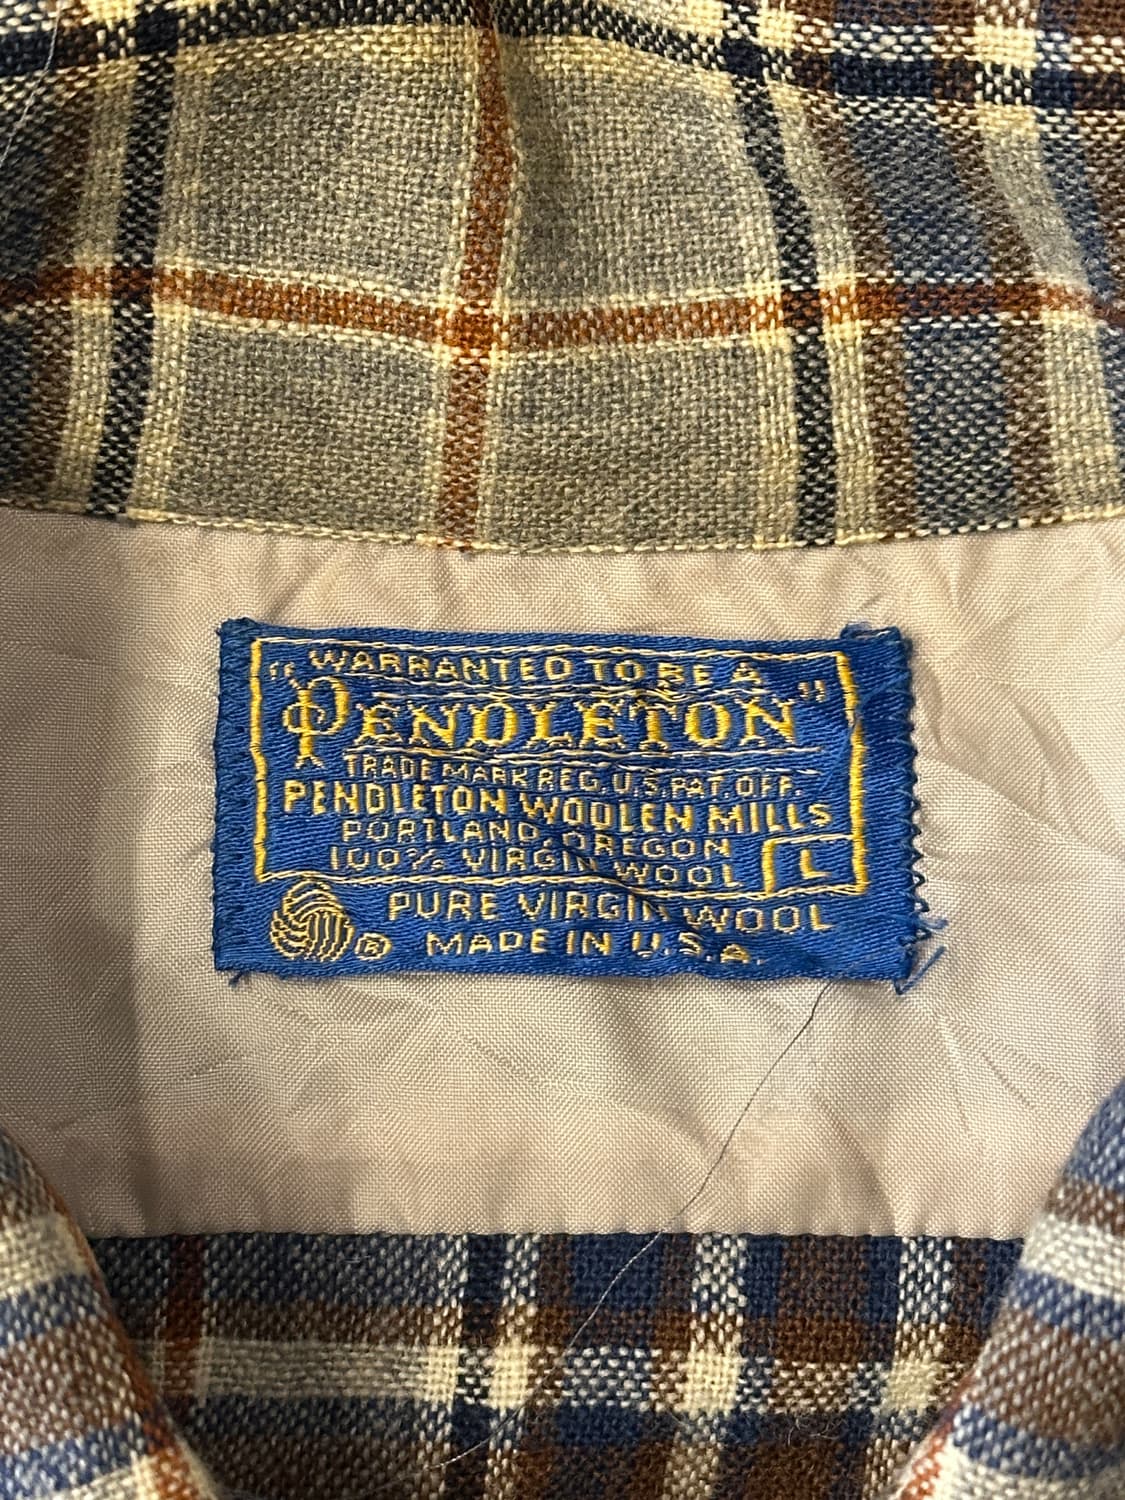 WARRANTED TO BE A
"PENDLETON"
TRADE MARK REG. U.S. PAT. OFF.
PENDLETON WOOLEN MILLS
PORTLAND, OREGON
100% VIRGIN WOOL L
PURE VIRGIN WOOL
® MADE IN U.S.A.